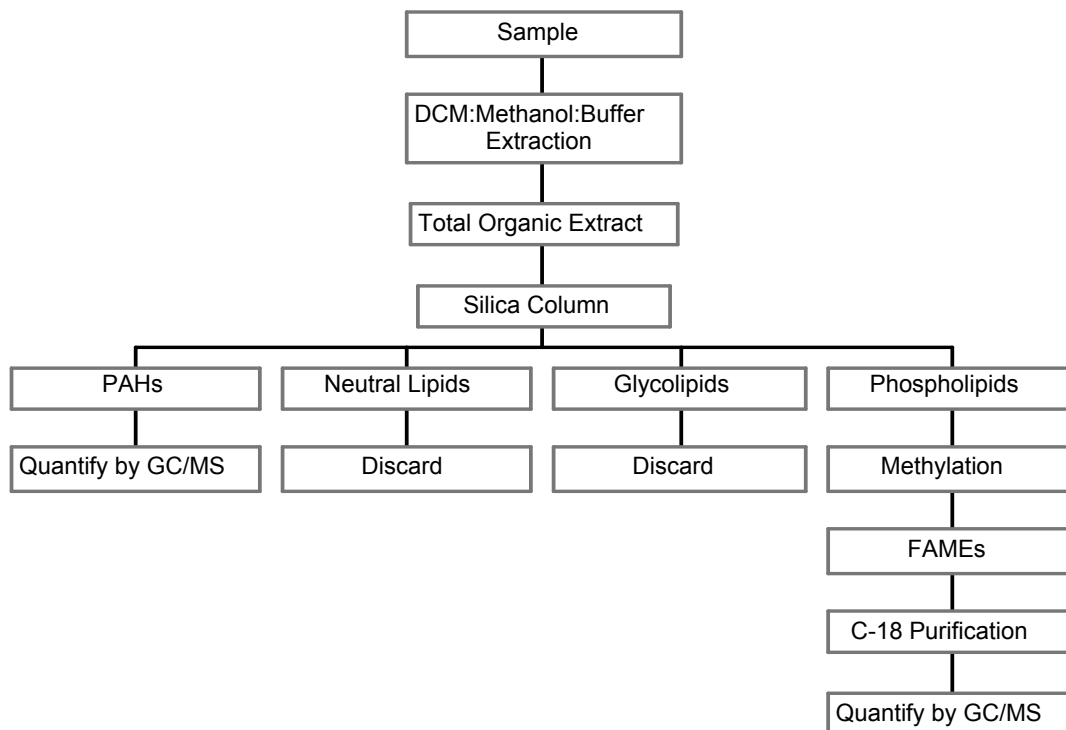 Sample
DCM:Methanol:Buffer
Extraction
Total Organic Extract
Silica Column
PAHs
Neutral Lipids
Glycolipids
Phospholipids
Quantify by GC/MS
Discard
Discard
Methylation
FAMEs
C-18 Purification
Quantify by GC/MS